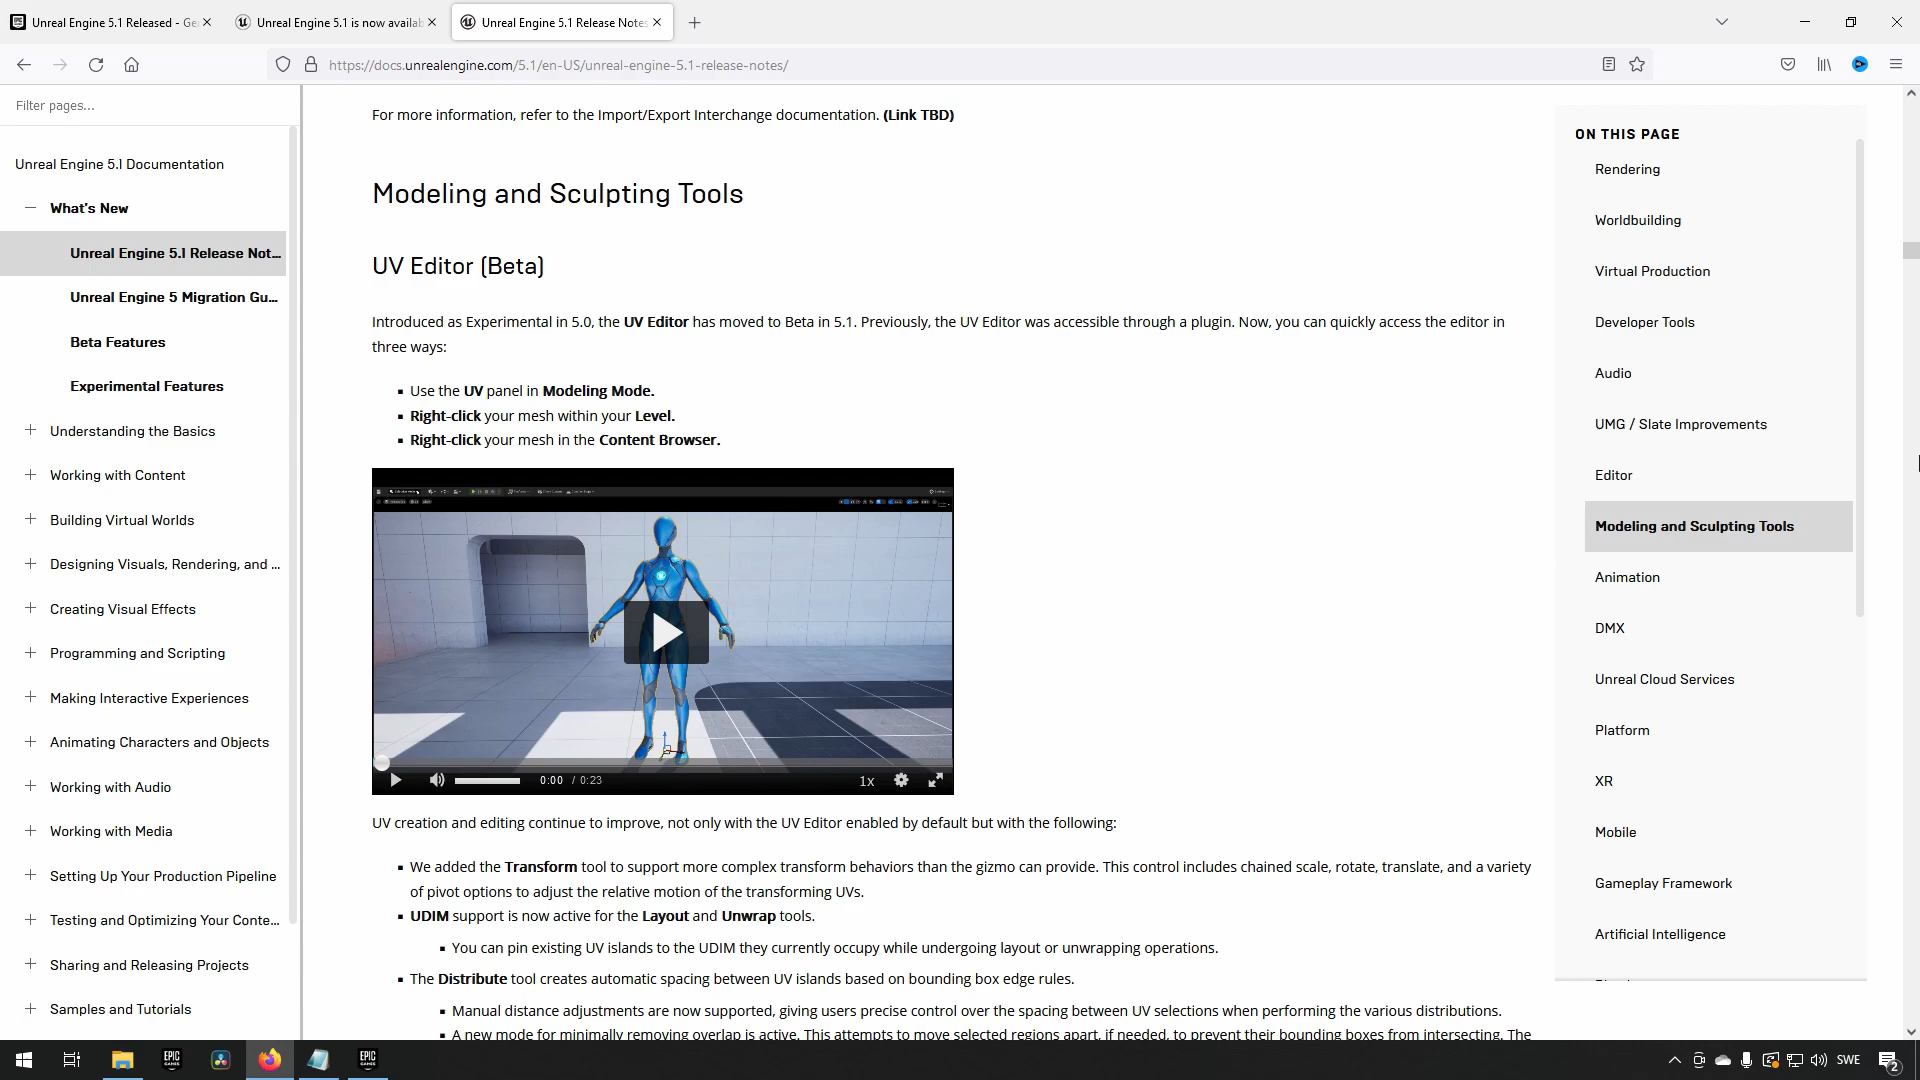 Unreal Engine 5.1 Released - Ge
Unreal Engine 5.1 is now availab
Unreal Engine 5.1 Release Notes
https://docs.unrealengine.com/5.1/en-US/unreal-engine-5.1-release-notes/
Filter pages...
Unreal Engine 5.1 Documentation
What's New
Unreal Engine 5.1 Release Not...
Unreal Engine 5 Migration Gu...
Beta Features
Experimental Features
Understanding the Basics
Working with Content
Building Virtual Worlds
Designing Visuals, Rendering, and ...
Creating Visual Effects
Programming and Scripting
Making Interactive Experiences
Animating Characters and Objects
Working with Audio
Working with Media
Setting Up Your Production Pipeline
Testing and Optimizing Your Conte...
Sharing and Releasing Projects
Samples and Tutorials
For more information, refer to the Import/Export Interchange documentation. (Link TBD)
Modeling and Sculpting Tools
UV Editor (Beta)
Introduced as Experimental in 5.0, the UV Editor has moved to Beta in 5.1. Previously, the UV Editor was accessible through a plugin. Now, you can quickly access the editor in
three ways:
Use the UV panel in Modeling Mode.
Right-click your mesh within your Level.
Right-click your mesh in the Content Browser.
0:00 / 0:23
1x
UV creation and editing continue to improve, not only with the UV Editor enabled by default but with the following:
We added the Transform tool to support more complex transform behaviors than the gizmo can provide. This control includes chained scale, rotate, translate, and a variety
of pivot options to adjust the relative motion of the transforming UVs.
UDIM support is now active for the Layout and Unwrap tools.
You can pin existing UV islands to the UDIM they currently occupy while undergoing layout or unwrapping operations.
The Distribute tool creates automatic spacing between UV islands based on bounding box edge rules.
Manual distance adjustments are now supported, giving users precise control over the spacing between UV selections when performing the various distributions.
A new mode for minimally removing overlap is active. This attempts to move selected regions apart, if needed, to prevent their bounding boxes from intersecting. The
ON THIS PAGE
Rendering
Worldbuilding
Virtual Production
Developer Tools
Audio
UMG / Slate Improvements
Editor
Modeling and Sculpting Tools
Animation
DMX
Unreal Cloud Services
Platform
XR
Mobile
Gameplay Framework
Artificial Intelligence
EPIC
GAMES
EPIC
GAMES
SWE
2